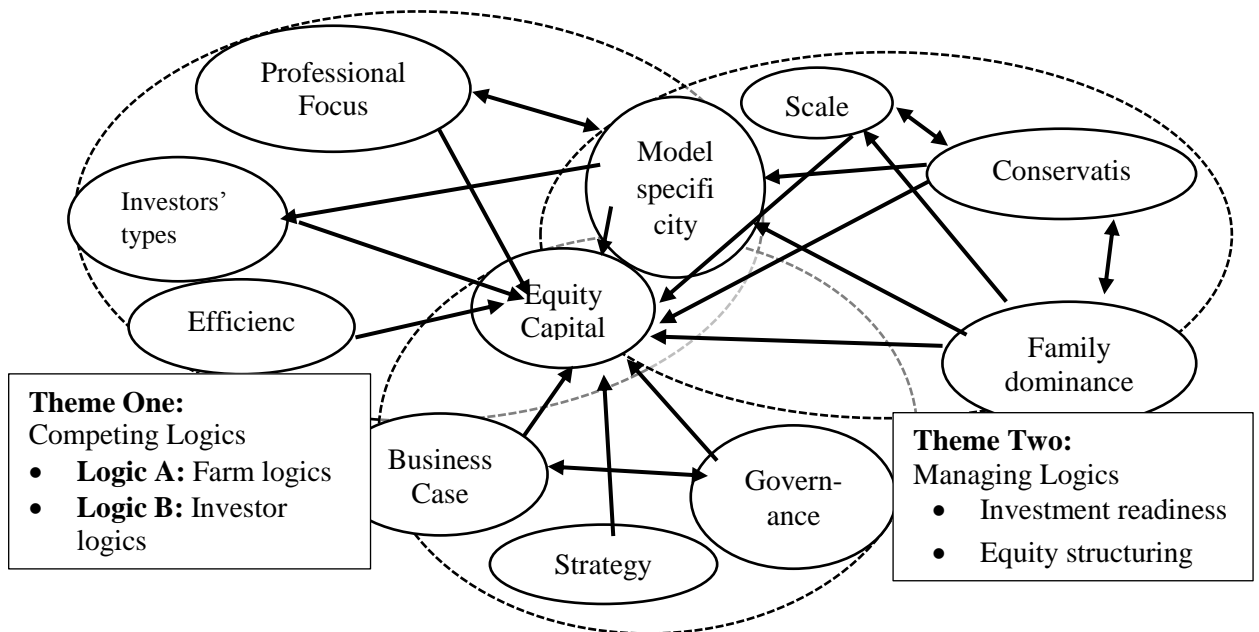 Professional
Focus
Scale
Model
specifi
city
Conservatis
Investors’
types
Equity
Capital
Efficienc
Family
dominance
Theme One:
Competing Logics
• Logic A: Farm logics
• Logic B: Investor
logics
Business
Case
Govern-
ance
Strategy
Theme Two:
Managing Logics
• Investment readiness
• Equity structuring